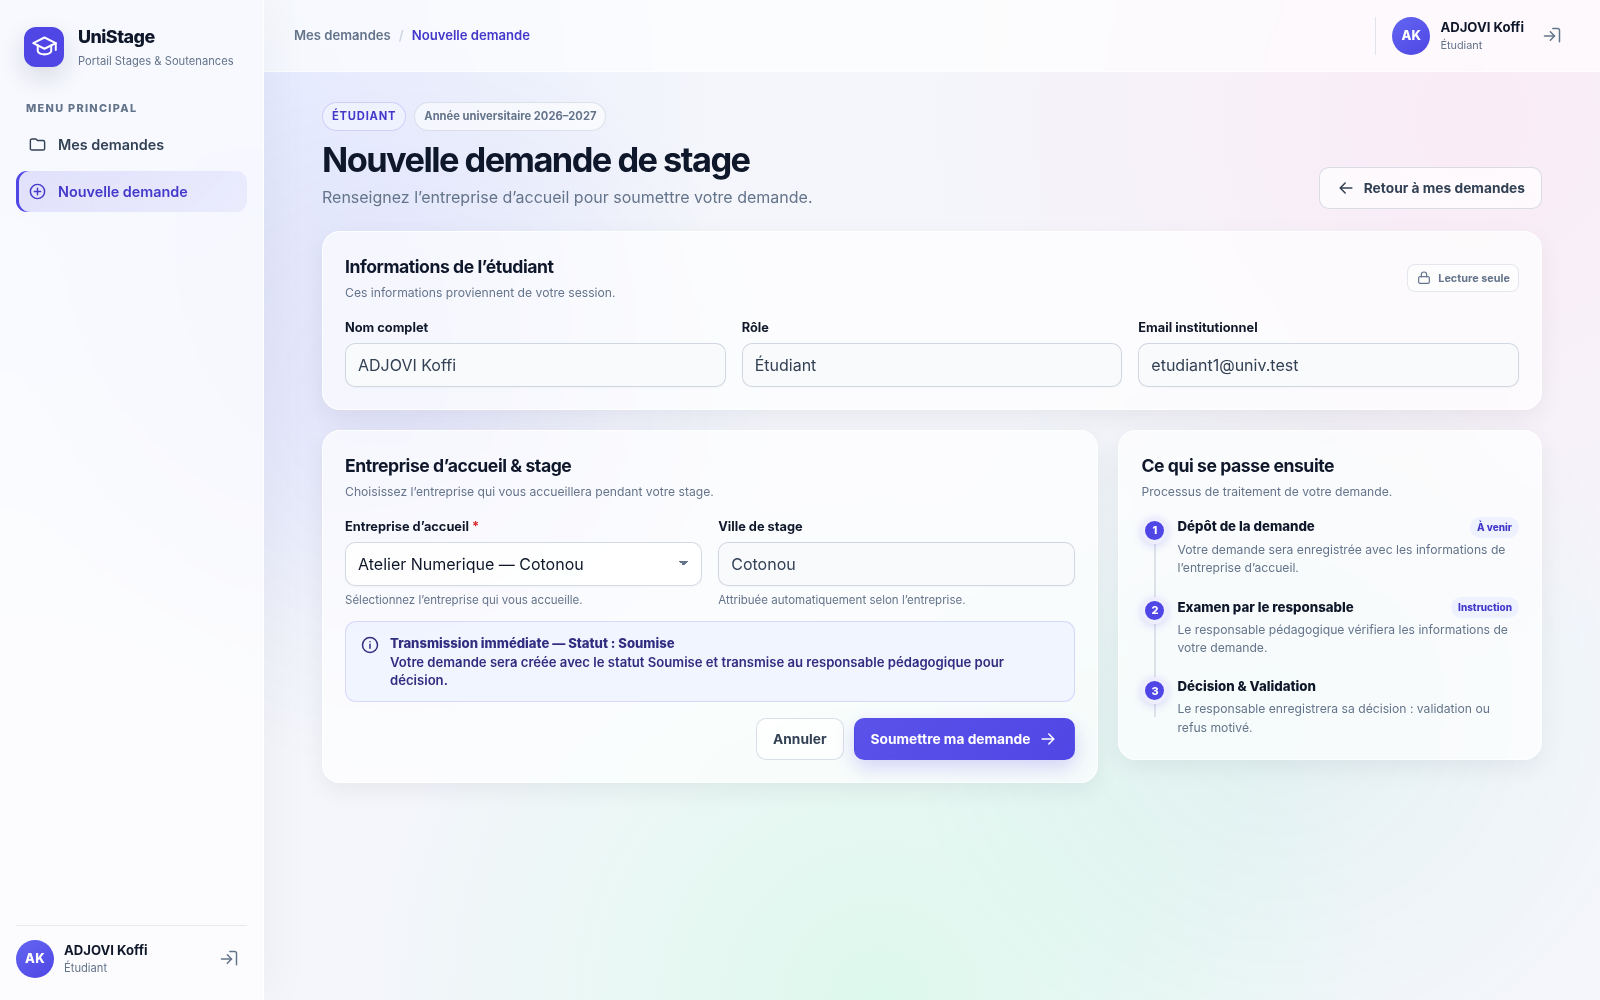 UniStage
Portail Stages & Soutenances
MENU PRINCIPAL
Mes demandes
Nouvelle demande
AK
ADJOVI Koffi
Étudiant
Mes demandes / Nouvelle demande
AK
ADJOVI Koffi
Étudiant
ÉTUDIANT
Année universitaire 2026–2027
Nouvelle demande de stage
Renseignez l’entreprise d’accueil pour soumettre votre demande.
Retour à mes demandes
Informations de l’étudiant
Ces informations proviennent de votre session.
Lecture seule
Nom complet
ADJOVI Koffi
Rôle
Étudiant
Email institutionnel
etudiant1@univ.test
Entreprise d’accueil & stage
Choisissez l’entreprise qui vous accueillera pendant votre stage.
Entreprise d’accueil *
Atelier Numerique — Cotonou
Sélectionnez l’entreprise qui vous accueille.
Ville de stage
Cotonou
Attribuée automatiquement selon l’entreprise.
Transmission immédiate — Statut : Soumise
Votre demande sera créée avec le statut Soumise et transmise au responsable pédagogique pour
décision.
Annuler
Soumettre ma demande
Ce qui se passe ensuite
Processus de traitement de votre demande.
1
Dépôt de la demande
À venir
Votre demande sera enregistrée avec les informations de
l’entreprise d’accueil.
2
Examen par le responsable
Instruction
Le responsable pédagogique vérifiera les informations de
votre demande.
3
Décision & Validation
Le responsable enregistrera sa décision : validation ou
refus motivé.